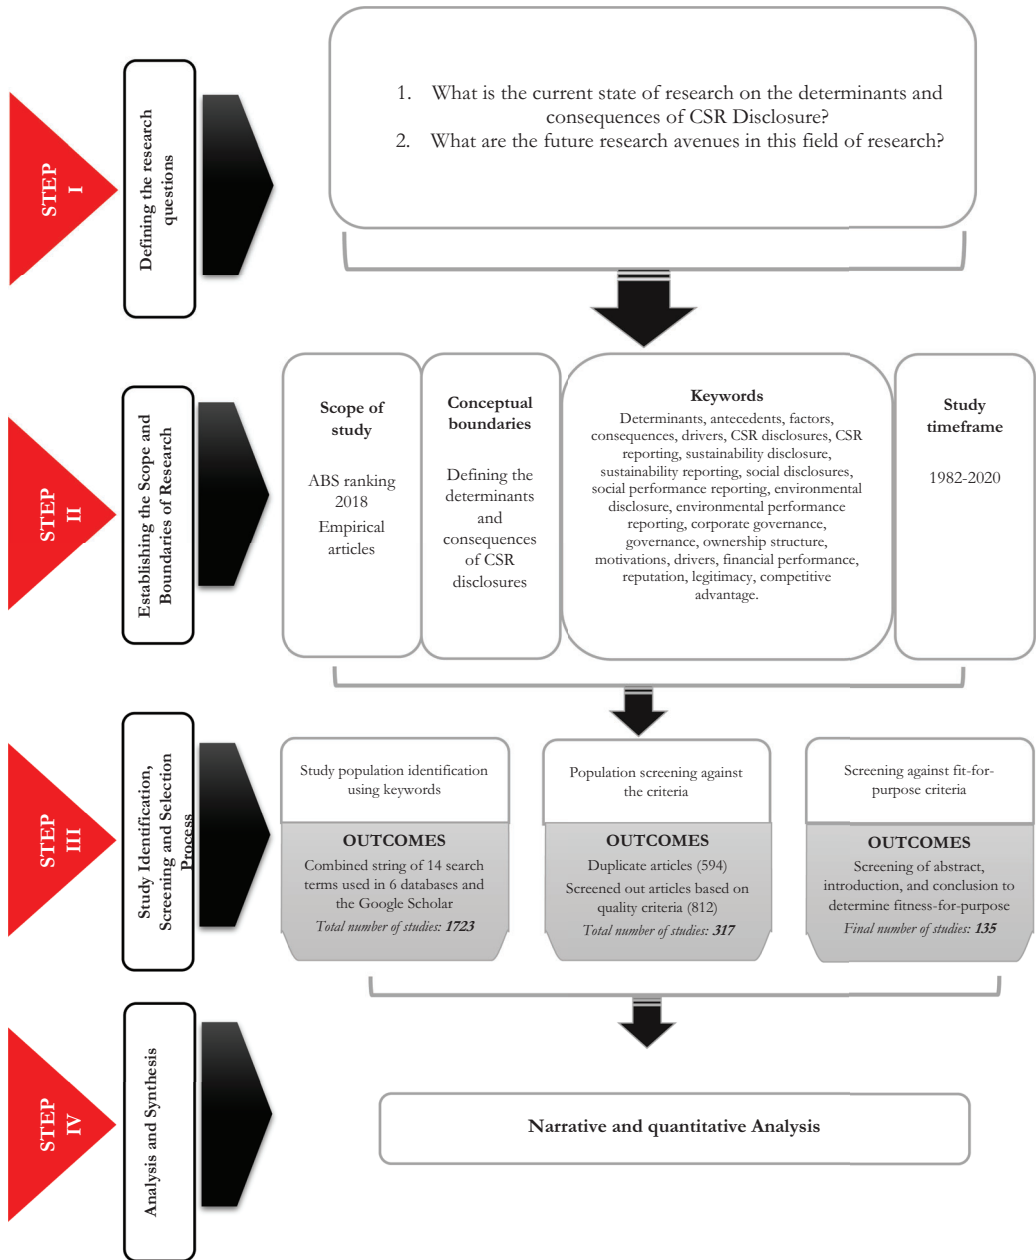 STEP
I
Defining the research
questions
1. What is the current state of research on the determinants and
consequences of CSR Disclosure?
2. What are the future research avenues in this field of research?
STEP
II
Establishing the Scope and
Boundaries of Research
Scope of
study
ABS ranking
2018
Empirical
articles
Conceptual
boundaries
Defining the
determinants
and
consequences
of CSR
disclosures
Keywords
Determinants, antecedents, factors,
consequences, drivers, CSR disclosures, CSR
reporting, sustainability disclosure,
sustainability reporting, social disclosures,
social performance reporting, environmental
disclosure, environmental performance
reporting, corporate governance,
governance, ownership structure,
motivations, drivers, financial performance,
reputation, legitimacy, competitive
advantage.
Study
timeframe
1982-2020
STEP
III
Study Identification,
Screening and Selection
Process
Study population identification
using keywords
OUTCOMES
Combined string of 14 search
terms used in 6 databases and
the Google Scholar
Total number of studies: 1723
Population screening against
the criteria
OUTCOMES
Duplicate articles (594)
Screened out articles based on
quality criteria (812)
Total number of studies: 317
Screening against fit-for-
purpose criteria
OUTCOMES
Screening of abstract,
introduction, and conclusion to
determine fitness-for-purpose
Final number of studies: 135
STEP
IV
Analysis and Synthesis
Narrative and quantitative Analysis